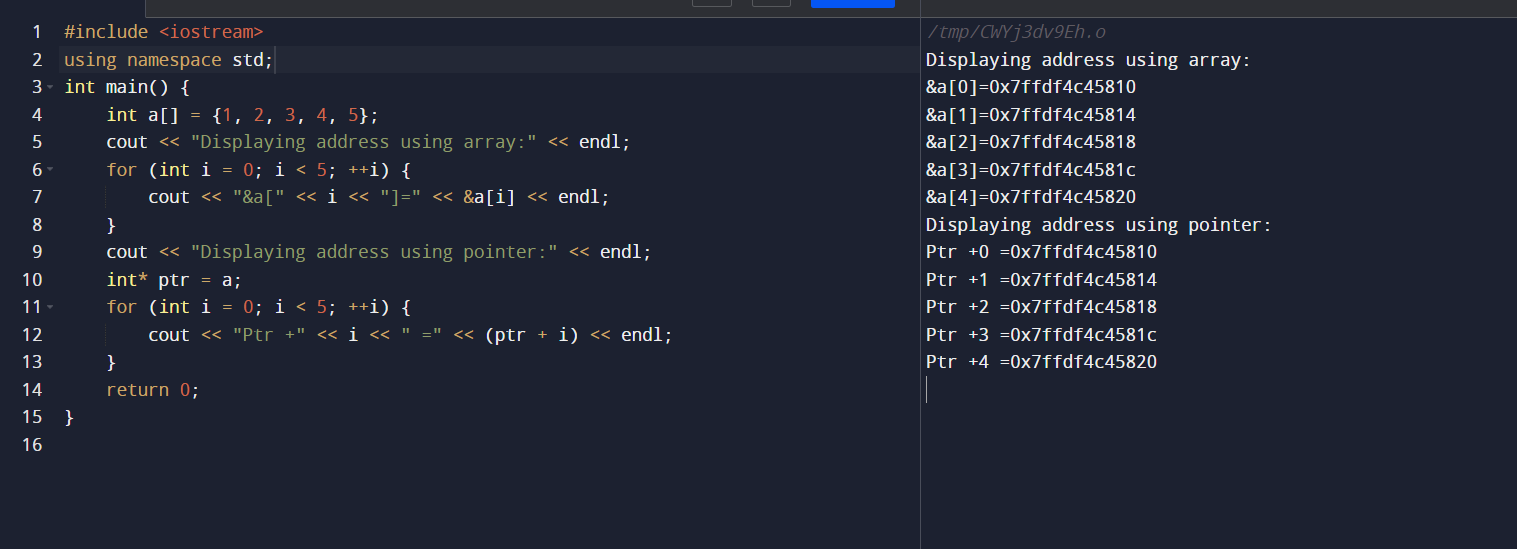 1 #include <iostream>
2 using namespace std;
3 int main() {
4     int a[] = {1, 2, 3, 4, 5};
5     cout << "Displaying address using array:" << endl;
6     for (int i = 0; i < 5; ++i) {
7         cout << "&a[" << i << "]=" << &a[i] << endl;
8     }
9     cout << "Displaying address using pointer:" << endl;
10     int* ptr = a;
11     for (int i = 0; i < 5; ++i) {
12         cout << "Ptr +" << i << " =" << (ptr + i) << endl;
13     }
14     return 0;
15 }
16
/tmp/CWYj3dv9Eh.o
Displaying address using array:
&a[0]=0x7ffdf4c45810
&a[1]=0x7ffdf4c45814
&a[2]=0x7ffdf4c45818
&a[3]=0x7ffdf4c4581c
&a[4]=0x7ffdf4c45820
Displaying address using pointer:
Ptr +0 =0x7ffdf4c45810
Ptr +1 =0x7ffdf4c45814
Ptr +2 =0x7ffdf4c45818
Ptr +3 =0x7ffdf4c4581c
Ptr +4 =0x7ffdf4c45820